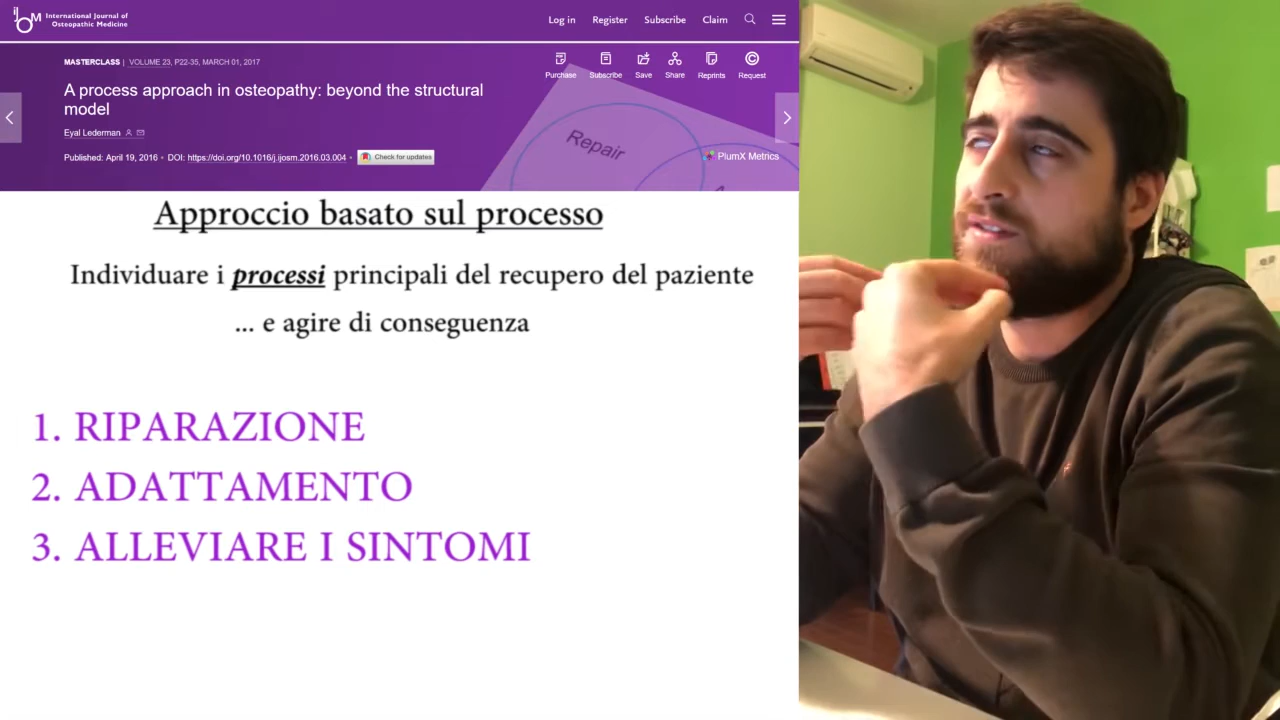 iJOM International Journal of
Osteopathic Medicine
Log in Register Subscribe Claim
MASTERCLASS | VOLUME 23, P22-35, MARCH 01, 2017
Purchase Subscribe Save Share Reprints Request
A process approach in osteopathy: beyond the structural
model
Eyal Lederman
Published: April 19, 2016 • DOI: https://doi.org/10.1016/j.ijosm.2016.03.004 • Check for updates
Repair
PlumX Metrics
Approccio basato sul processo
Individuare i processi principali del recupero del paziente
... e agire di conseguenza
1. RIPARAZIONE
2. ADATTAMENTO
3. ALLEVIARE I SINTOMI